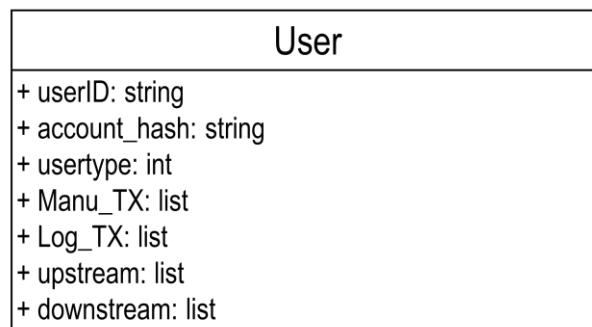 User
+ userID: string
+ account_hash: string
+ usertype: int
+ Manu_TX: list
+ Log_TX: list
+ upstream: list
+ downstream: list